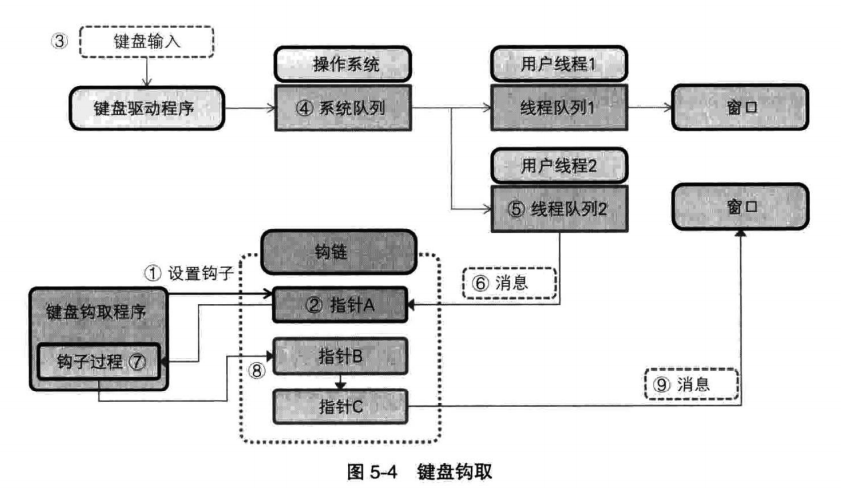 ③ 键盘输入
操作系统
用户线程1
键盘驱动程序
④ 系统队列
线程队列1
窗口
用户线程2
⑤ 线程队列2
窗口
钩链
① 设置钩子
⑥ 消息
键盘钩取程序
② 指针A
钩子过程 ⑦
⑧
指针B
⑨ 消息
指针C
图 5-4 键盘钩取